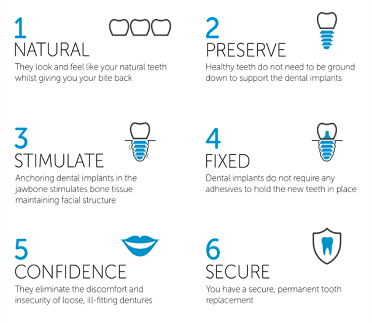 1
NATURAL
They look and feel like your natural teeth
whilst giving you your bite back
2
PRESERVE
Healthy teeth do not need to be ground
down to support the dental implants
3
STIMULATE
Anchoring dental implants in the
jawbone stimulates bone tissue
maintaining facial structure
4
FIXED
Dental implants do not require any
adhesives to hold the new teeth in place
5
CONFIDENCE
They eliminate the discomfort and
insecurity of loose, ill-fitting dentures
6
SECURE
You have a secure, permanent tooth
replacement